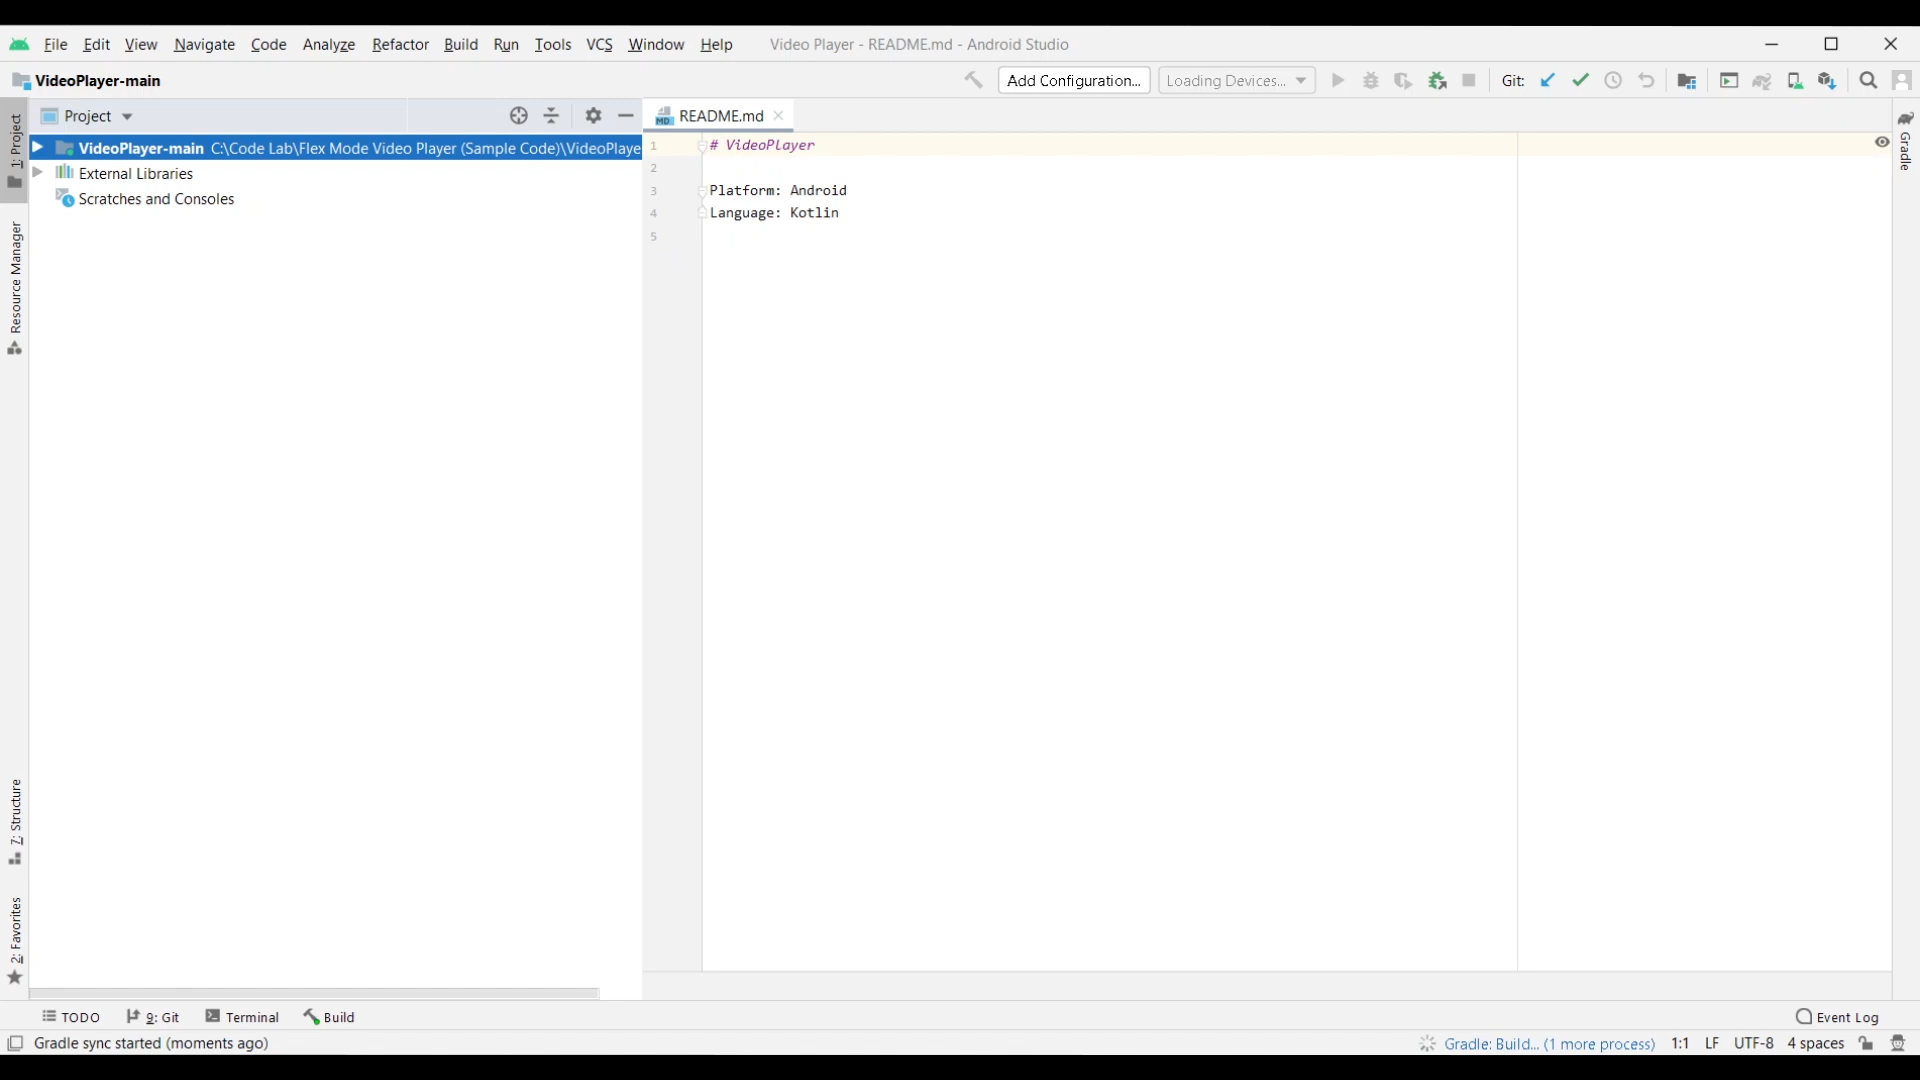 File Edit View Navigate Code Analyze Refactor Build Run Tools VCS Window Help Video Player - README.md - Android Studio
VideoPlayer-main
Add Configuration... Loading Devices... Git:
1: Project
Resource Manager
7: Structure
2: Favorites
Project
VideoPlayer-main C:\Code Lab\Flex Mode Video Player (Sample Code)\VideoPlaye
External Libraries
Scratches and Consoles
MD README.md
1 # VideoPlayer
2
3 Platform: Android
4 Language: Kotlin
5
Gradle
TODO 9: Git Terminal Build Event Log
Gradle sync started (moments ago) Gradle: Build... (1 more process) 1:1 LF UTF-8 4 spaces